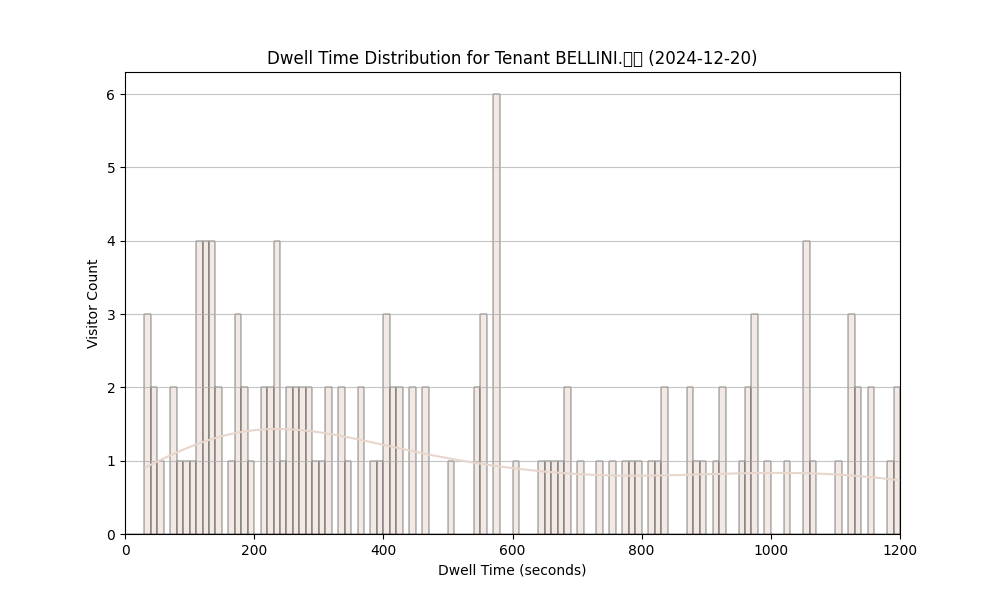 Dwell Time Distribution for Tenant BELLINI.▯▯ (2024-12-20)
6
5
4
3
2
1
0
Visitor Count
0 200 400 600 800 1000 1200
Dwell Time (seconds)